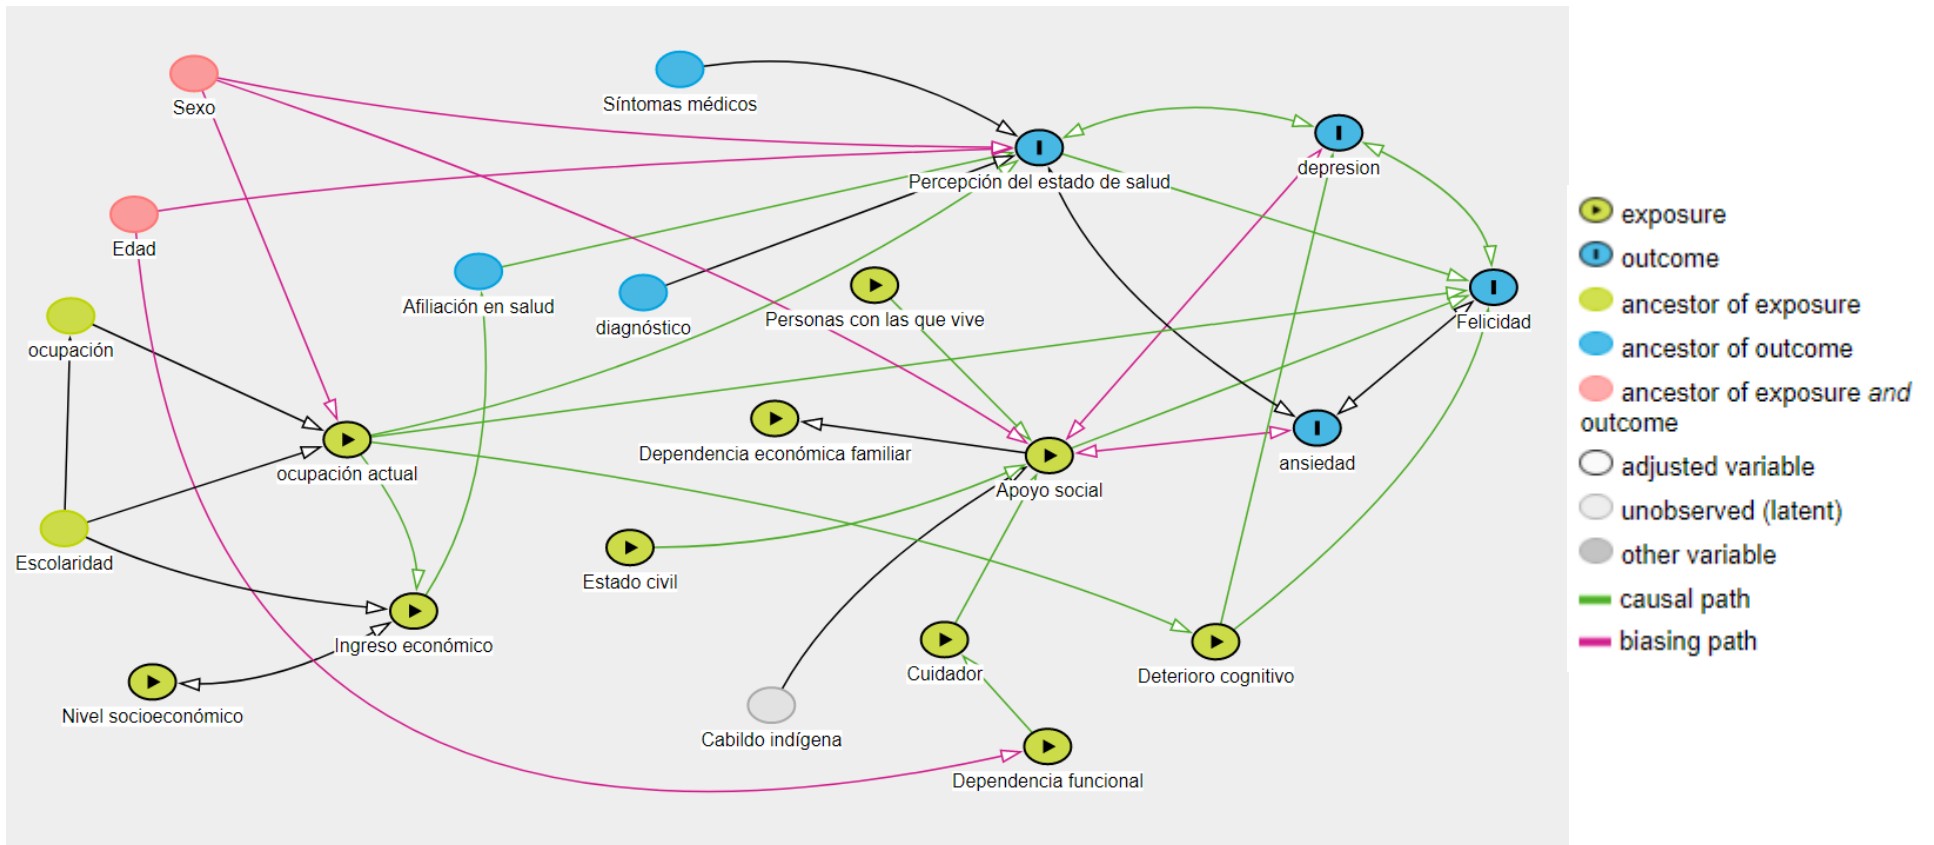 Sexo
Síntomas médicos
depresion
Percepción del estado de salud
Edad
Afiliación en salud
diagnóstico
Personas con las que vive
Felicidad
ocupación
Dependencia económica familiar
ansiedad
ocupación actual
Apoyo social
Escolaridad
Estado civil
Ingreso económico
Cuidador
Deterioro cognitivo
Nivel socioeconómico
Cabildo indígena
Dependencia funcional
exposure
outcome
ancestor of exposure
ancestor of outcome
ancestor of exposure and
outcome
adjusted variable
unobserved (latent)
other variable
causal path
biasing path